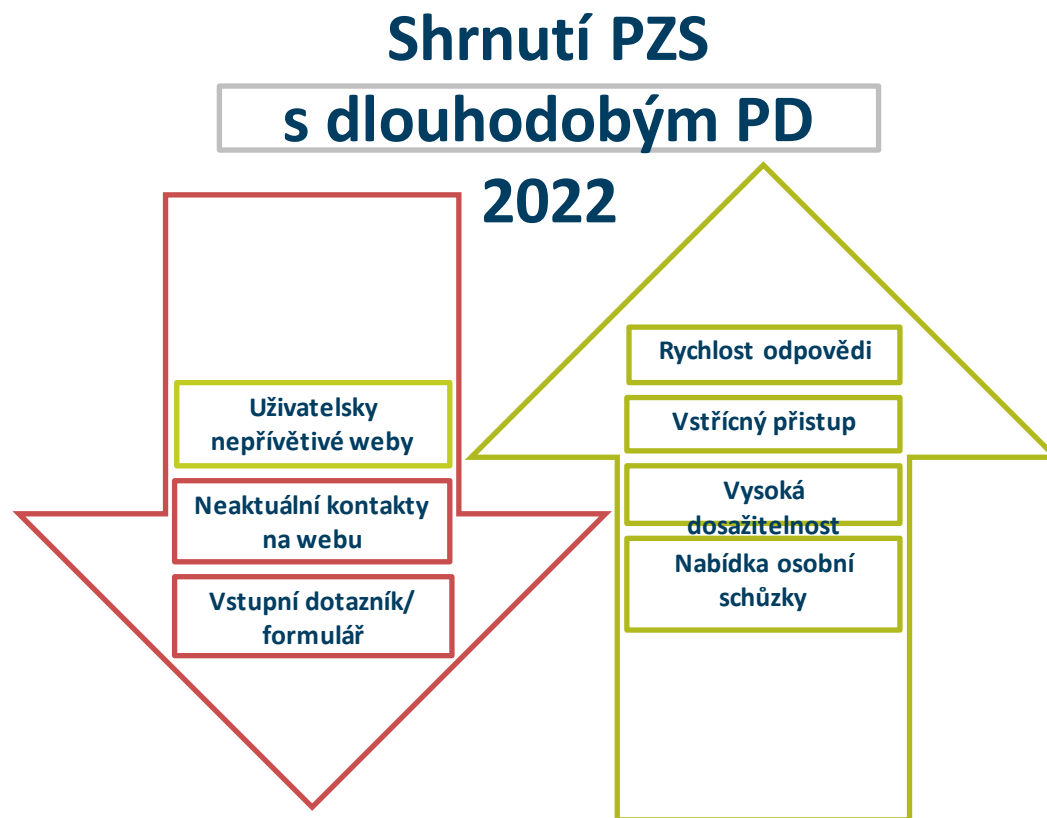 Shrnutí PZS
s dlouhodobým PD
2022
Uživatelsky
nepřívětivé weby
Neaktuální kontakty
na webu
Vstupní dotazník/
formulář
Rychlost odpovědi
Vstřícný přistup
Vysoká
dosažitelnost
Nabídka osobní
schůzky